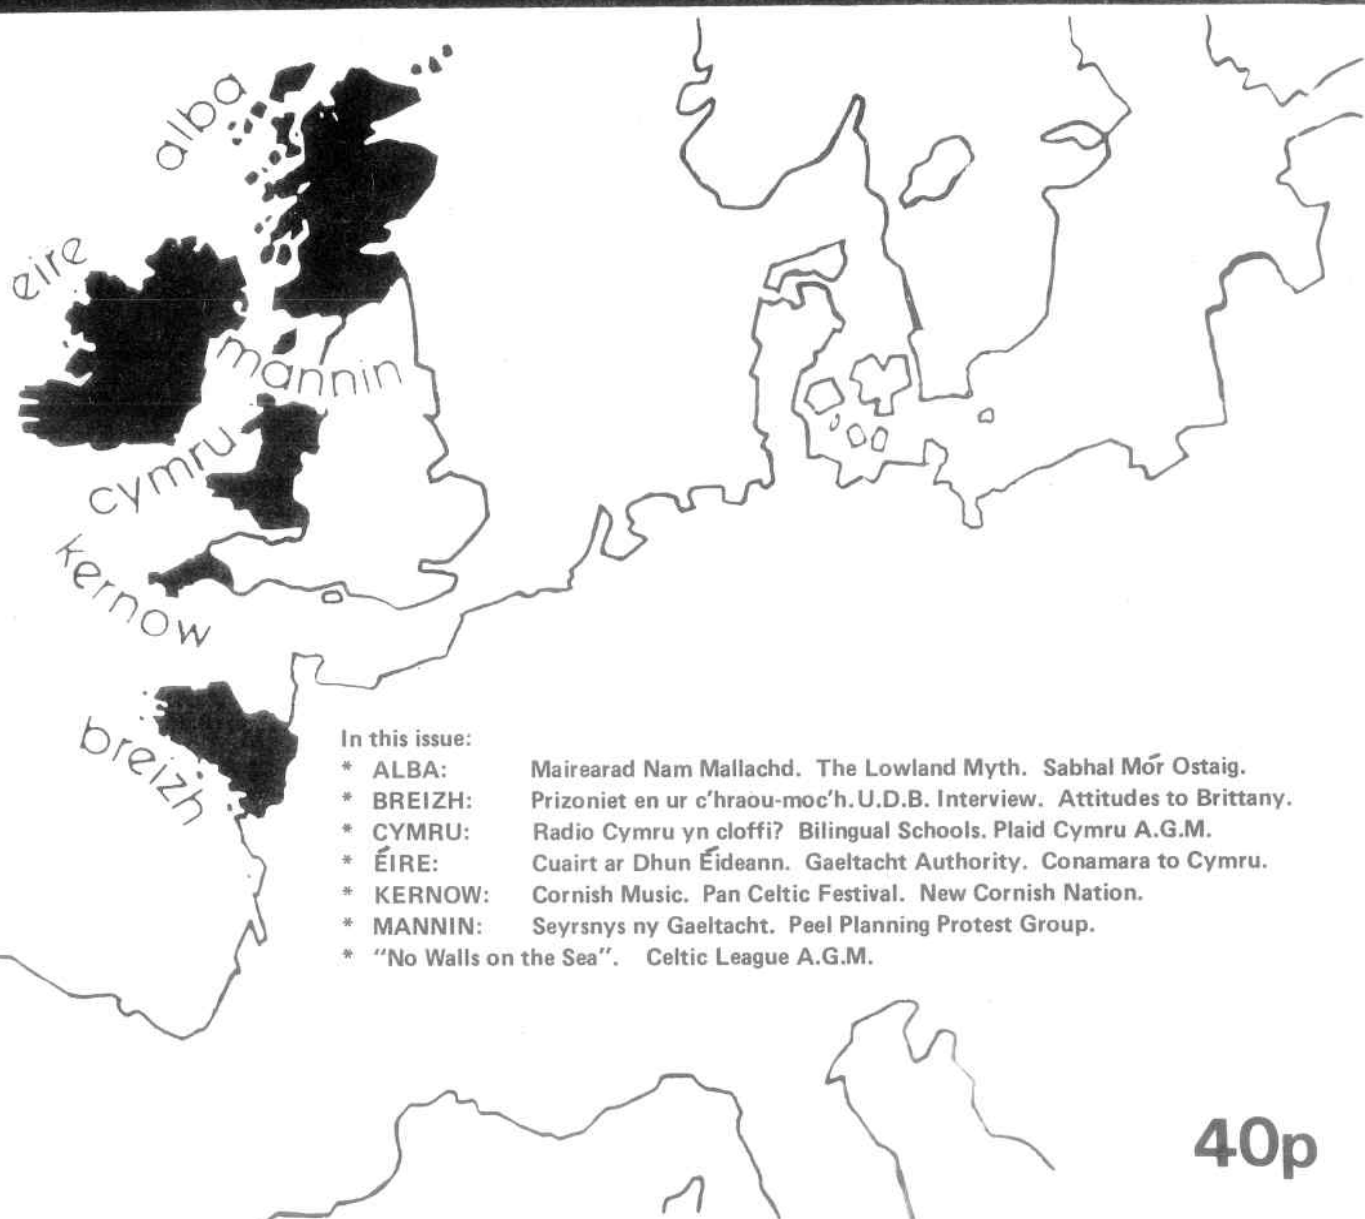 alba
eire
mannin
cymru
kernow
breizh
In this issue:
* ALBA: Mairearad Nam Mallachd. The Lowland Myth. Sabhal Mór Ostaig.
* BREIZH: Prizoniet en ur c'hraou-moc'h. U.D.B. Interview. Attitudes to Brittany.
* CYMRU: Radio Cymru yn cloffi? Bilingual Schools. Plaid Cymru A.G.M.
* ÉIRE: Cuairt ar Dhun Éideann. Gaeltacht Authority. Conamara to Cymru.
* KERNOW: Cornish Music. Pan Celtic Festival. New Cornish Nation.
* MANNIN: Seyrsnys ny Gaeltacht. Peel Planning Protest Group.
* "No Walls on the Sea". Celtic League A.G.M.
40p